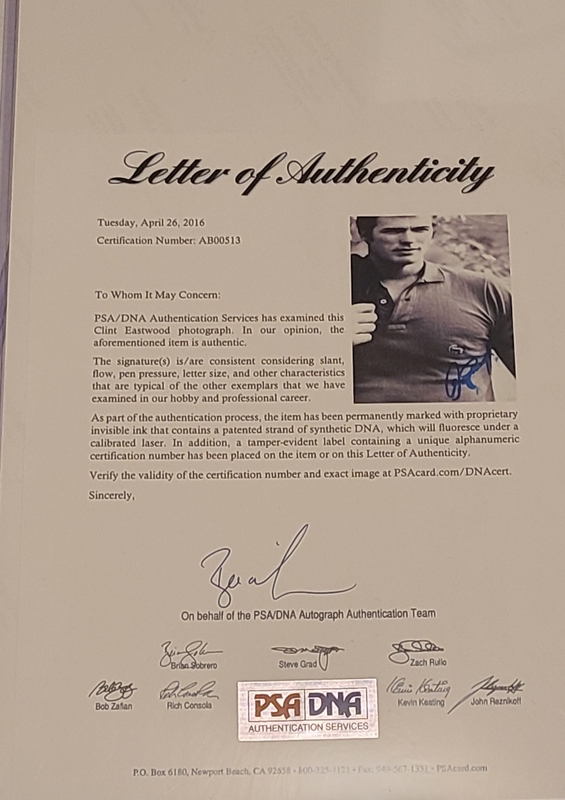 Letter of Authenticity
Tuesday, April 26, 2016
Certification Number: AB00513
To Whom It May Concern:
PSA/DNA Authentication Services has examined this
Clint Eastwood photograph. In our opinion, the
aforementioned item is authentic.
The signature(s) is/are consistent considering slant,
flow, pen pressure, letter size, and other characteristics
that are typical of the other exemplars that we have
examined in our hobby and professional career.
As part of the authentication process, the item has been permanently marked with proprietary
invisible ink that contains a patented strand of synthetic DNA, which will fluoresce under a
calibrated laser. In addition, a tamper-evident label containing a unique alphanumeric
certification number has been placed on the item or on this Letter of Authenticity.
Verify the validity of the certification number and exact image at PSAcard.com/DNAcert.
Sincerely,
On behalf of the PSA/DNA Autograph Authentication Team
Brian Sobrero
Steve Grad
Zach Rullo
Bob Zafian
Rich Consola
PSA DNA
AUTHENTICATION SERVICES
Kevin Keating
John Reznikoff
P.O. Box 6180, Newport Beach, CA 92658 • 800-325-1121 • Fax: 949-567-1351 • PSAcard.com